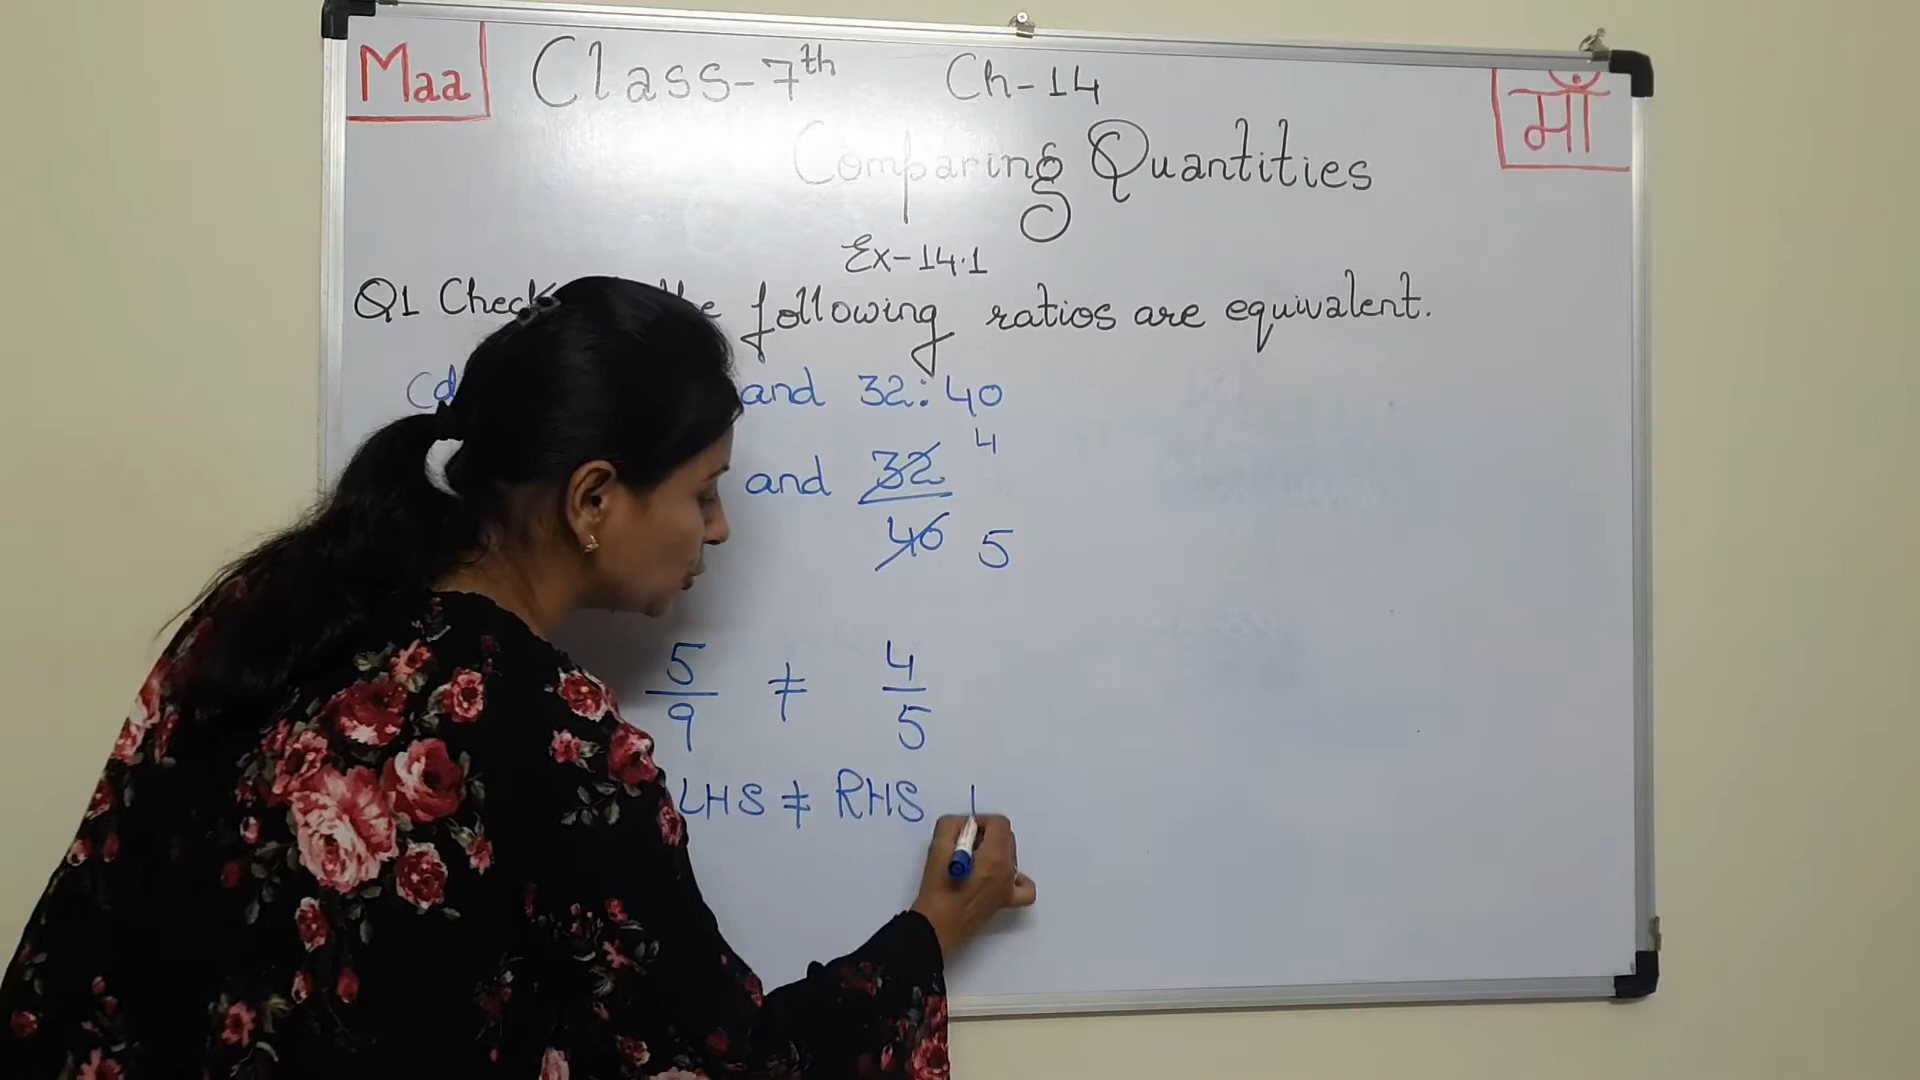 Maa Class-7th Ch-14 माँ
Comparing Quantities
Ex-14.1
Q1 Check the following ratios are equivalent.
(d and 32:40
and 32/40 4/5
5/9 ≠ 4/5
LHS ≠ RHS